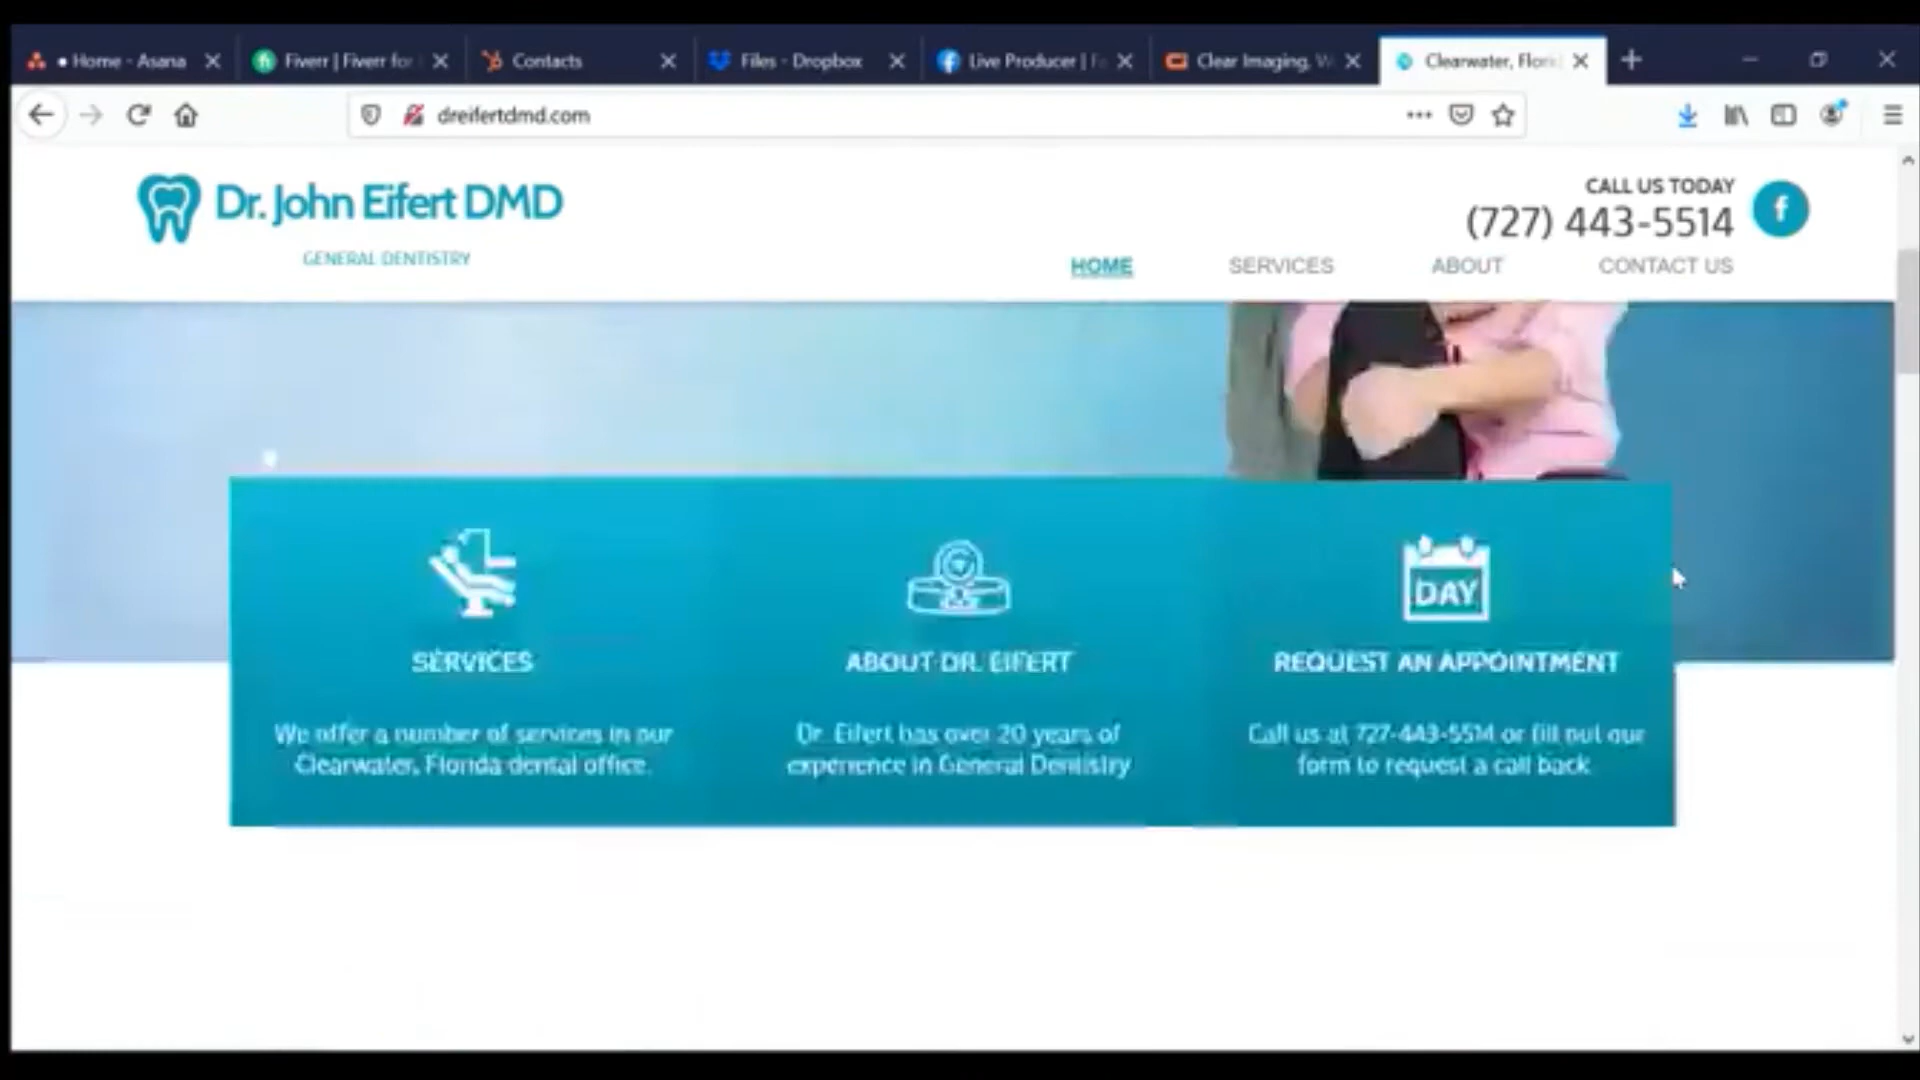 Home - Asana
Fiverr | Fiverr for
Contacts
Files - Dropbox
Live Producer | F
Clear Imaging, W
Clearwater, Flori
dreifertdmd.com
Dr. John Eifert DMD
GENERAL DENTISTRY
CALL US TODAY
(727) 443-5514
f
HOME
SERVICES
ABOUT
CONTACT US
DAY
SERVICES
ABOUT DR. EIFERT
REQUEST AN APPOINTMENT
We offer a number of services in our
Clearwater, Florida dental office.
Dr. Eifert has over 20 years of
experience in General Dentistry
Call us at 727-443-5514 or fill out our
form to request a call back